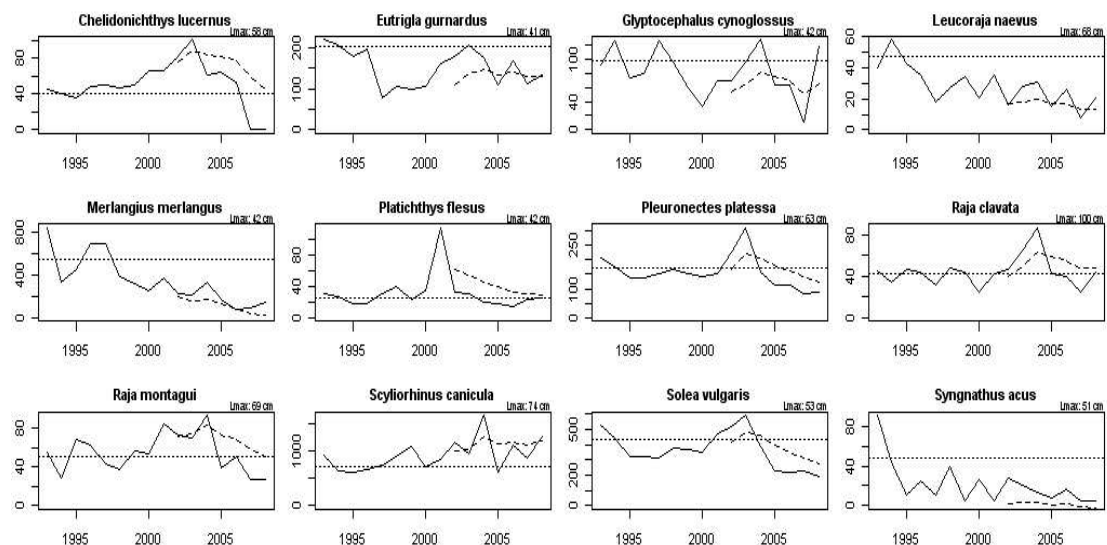 Chelidonichthys lucernus
Lmax: 58 cm
0 40 80
1995 2000 2005
Eutrigla gurnardus
Lmax: 41 cm
0 100 200
1995 2000 2005
Glyptocephalus cynoglossus
Lmax: 42 cm
0 40 100
1995 2000 2005
Leucoraja naevus
Lmax: 68 cm
0 20 40 60
1995 2000 2005
Merlangius merlangus
Lmax: 42 cm
0 400 800
1995 2000 2005
Platichthys flesus
Lmax: 42 cm
0 40 80
1995 2000 2005
Pleuronectes platessa
Lmax: 63 cm
0 100 250
1995 2000 2005
Raja clavata
Lmax: 100 cm
0 40 80
1995 2000 2005
Raja montagui
Lmax: 69 cm
0 40 80
1995 2000 2005
Scyliorhinus canicula
Lmax: 74 cm
0 1000
1995 2000 2005
Solea vulgaris
Lmax: 53 cm
0 200 500
1995 2000 2005
Syngnathus acus
Lmax: 51 cm
0 40 80
1995 2000 2005